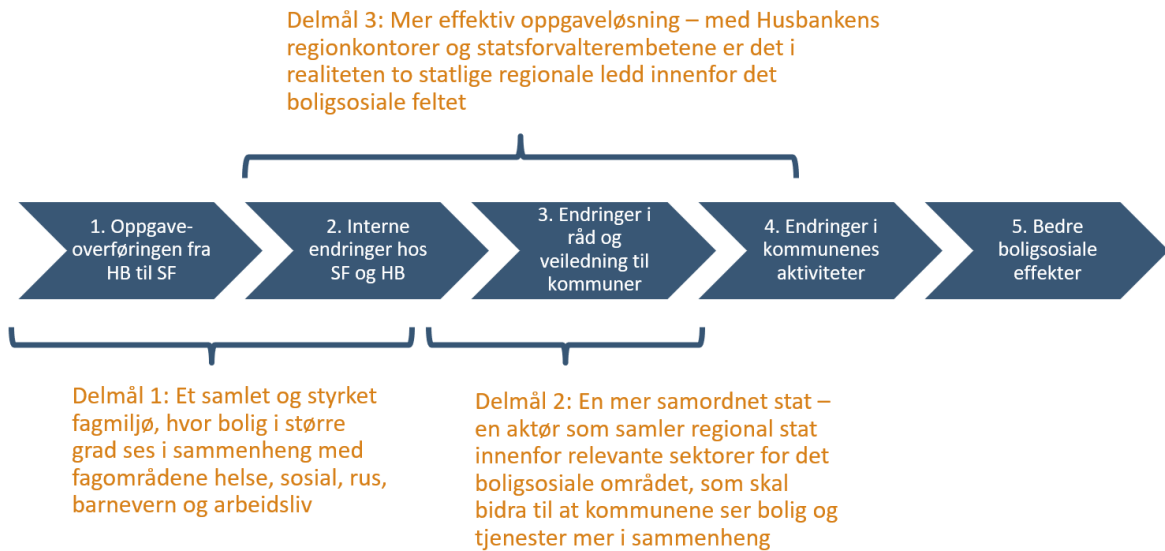 Delmål 3: Mer effektiv oppgaveløsning – med Husbankens
regionkontorer og statsforvalterembetene er det i
realiteten to statlige regionale ledd innenfor det
boligsosiale feltet
1. Oppgave-
overføringen fra
HB til SF
2. Interne
endringer hos
SF og HB
3. Endringer i
råd og
veiledning til
kommuner
4. Endringer i
kommunenes
aktiviteter
5. Bedre
boligsosiale
effekter
Delmål 1: Et samlet og styrket
fagmiljø, hvor bolig i større
grad ses i sammenheng med
fagområdene helse, sosial, rus,
barnevern og arbeidsliv
Delmål 2: En mer samordnet stat –
en aktør som samler regional stat
innenfor relevante sektorer for det
boligsosiale området, som skal
bidra til at kommunene ser bolig og
tjenester mer i sammenheng